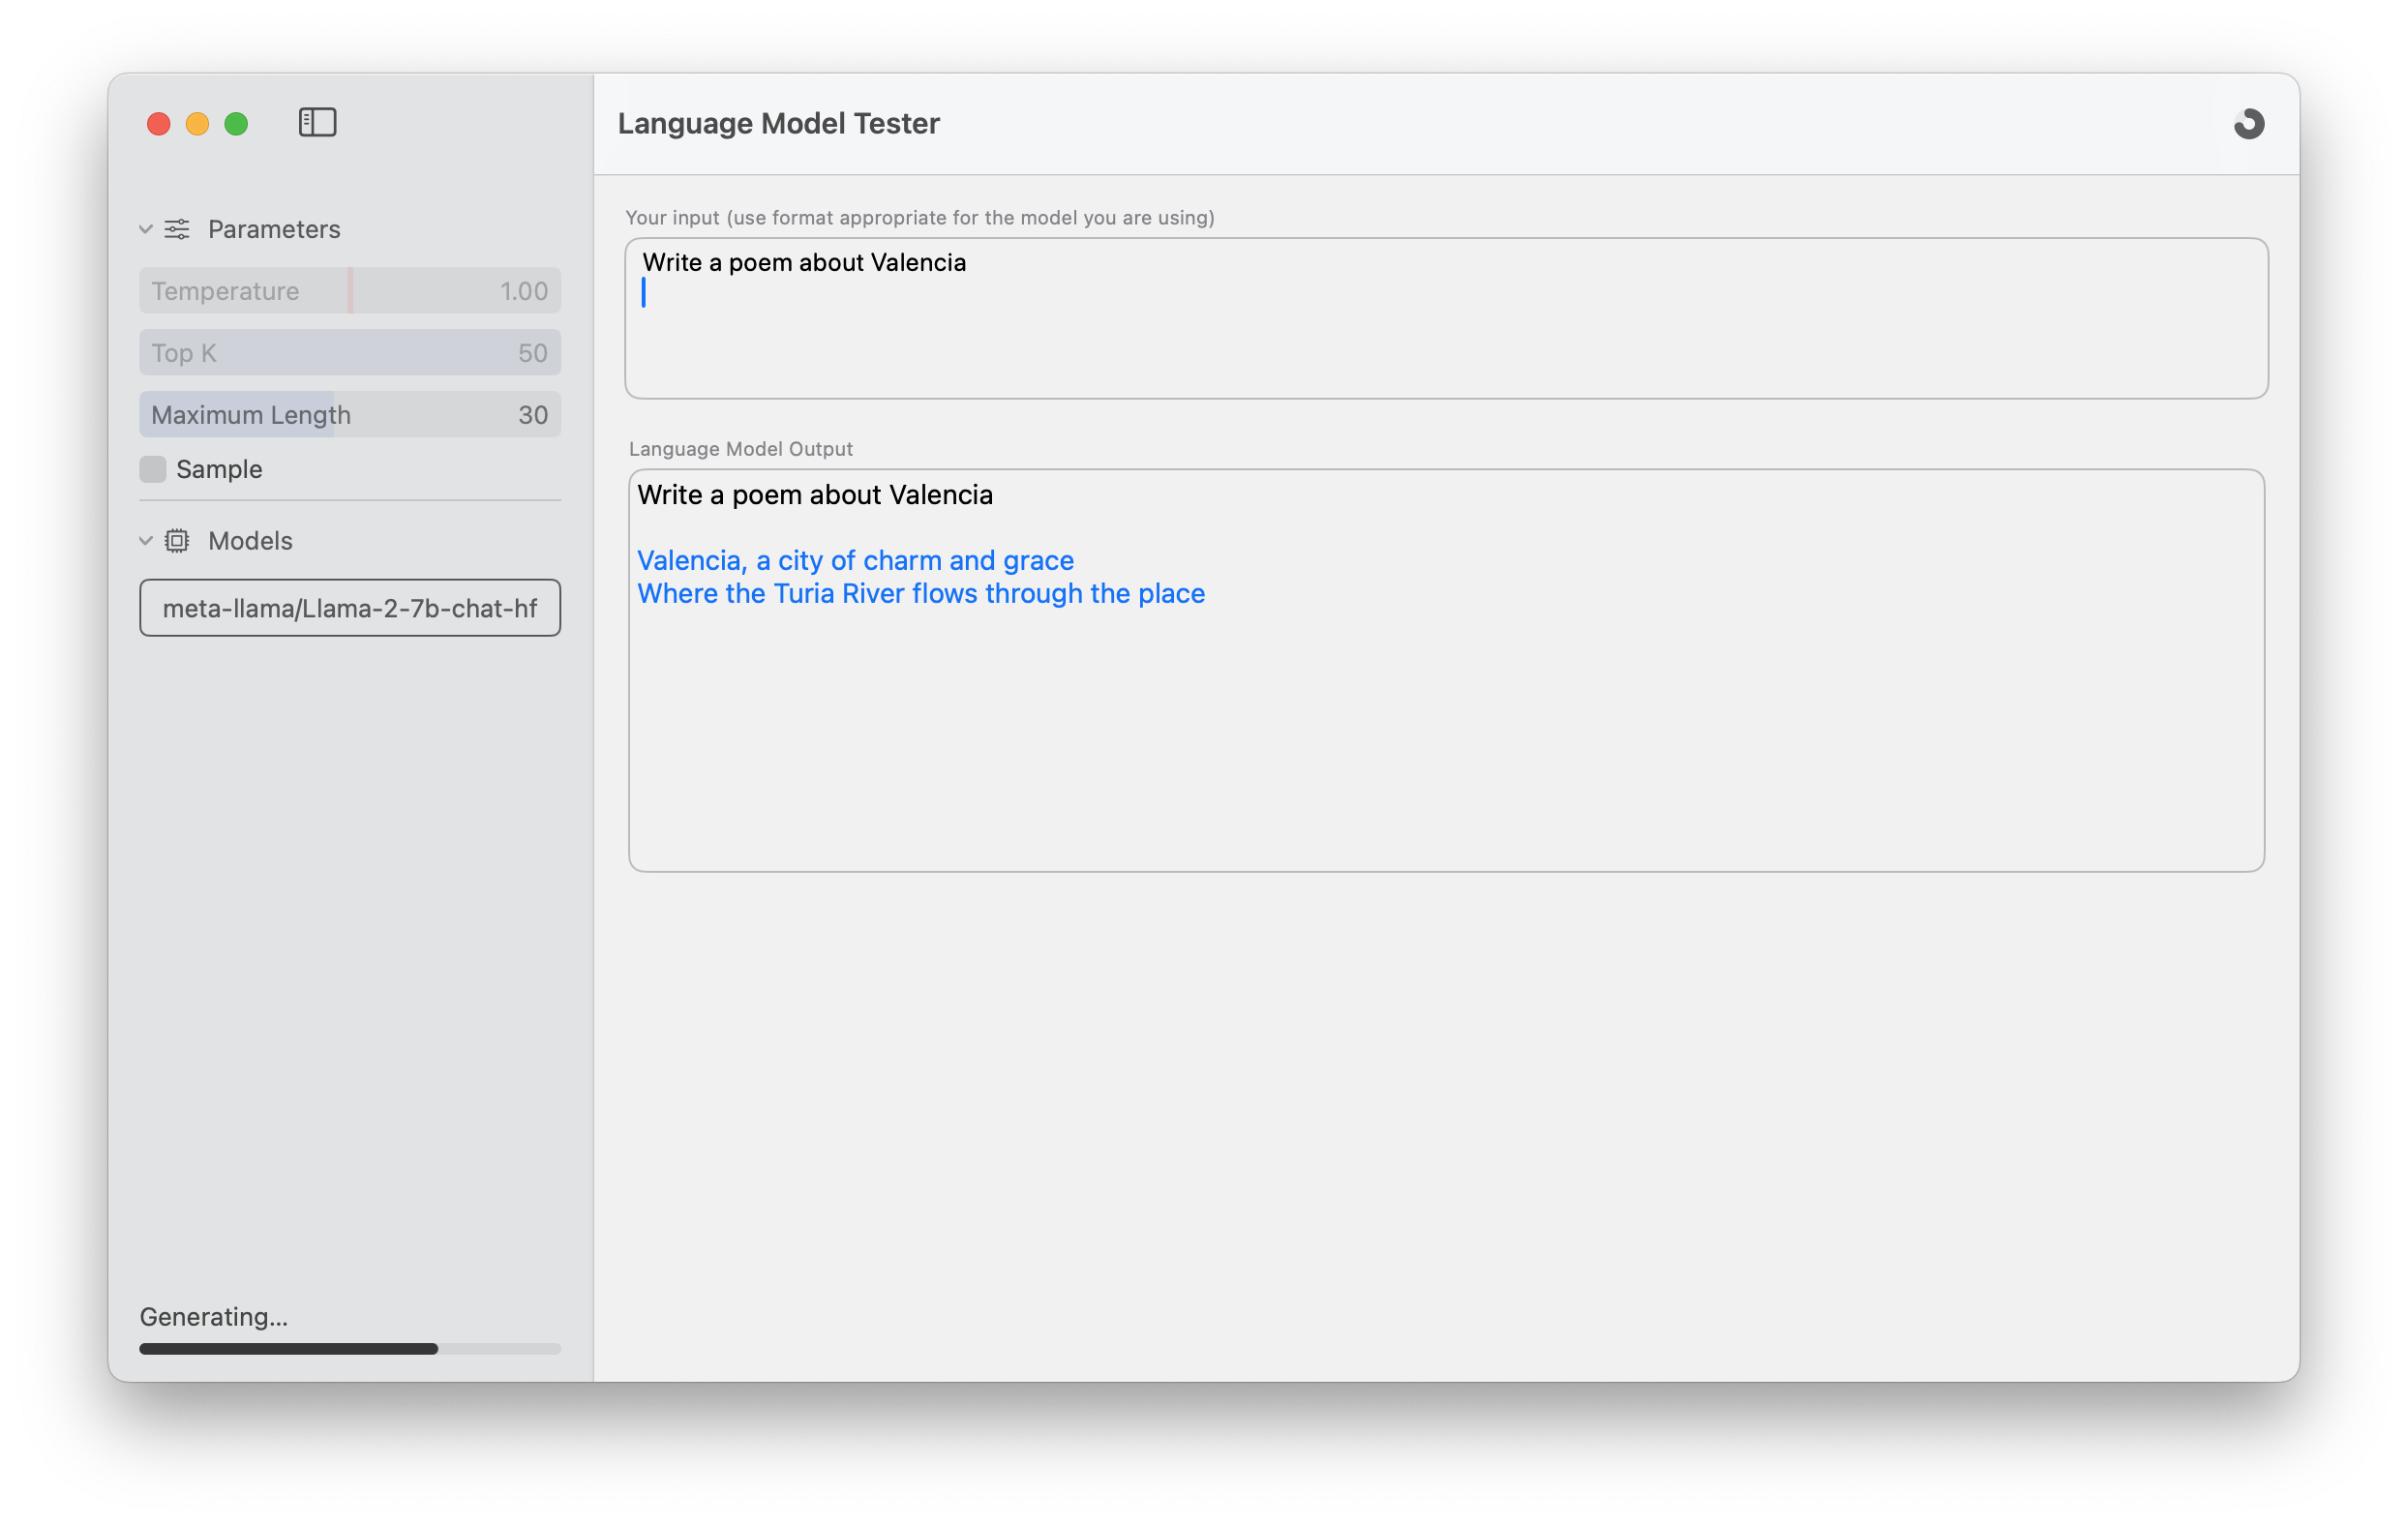 Language Model Tester
Parameters
Temperature 1.00
Top K 50
Maximum Length 30
Sample
Models
meta-llama/Llama-2-7b-chat-hf
Generating...
Your input (use format appropriate for the model you are using)
Write a poem about Valencia
Language Model Output
Write a poem about Valencia
Valencia, a city of charm and grace
Where the Turia River flows through the place